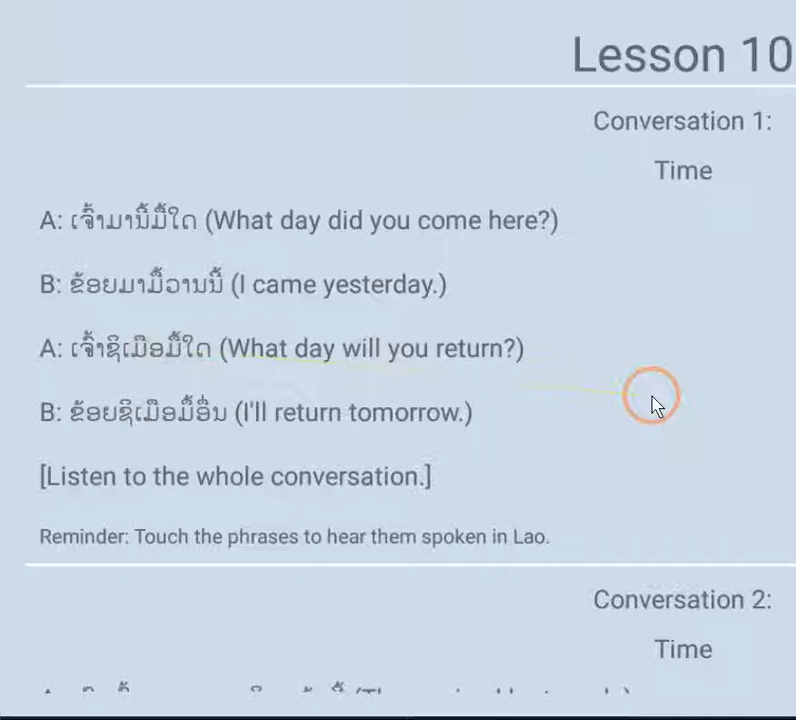 Lesson 10
Conversation 1:
Time
A: ເຈົ້າມານີ້ມື້ໃດ (What day did you come here?)
B: ຂ້ອຍມາມື້ວານນີ້ (I came yesterday.)
A: ເຈົ້າຊິເມືອມື້ໃດ (What day will you return?)
B: ຂ້ອຍຊິເມືອມື້ອື່ນ (I'll return tomorrow.)
[Listen to the whole conversation.]
Reminder: Touch the phrases to hear them spoken in Lao.
Conversation 2:
Time